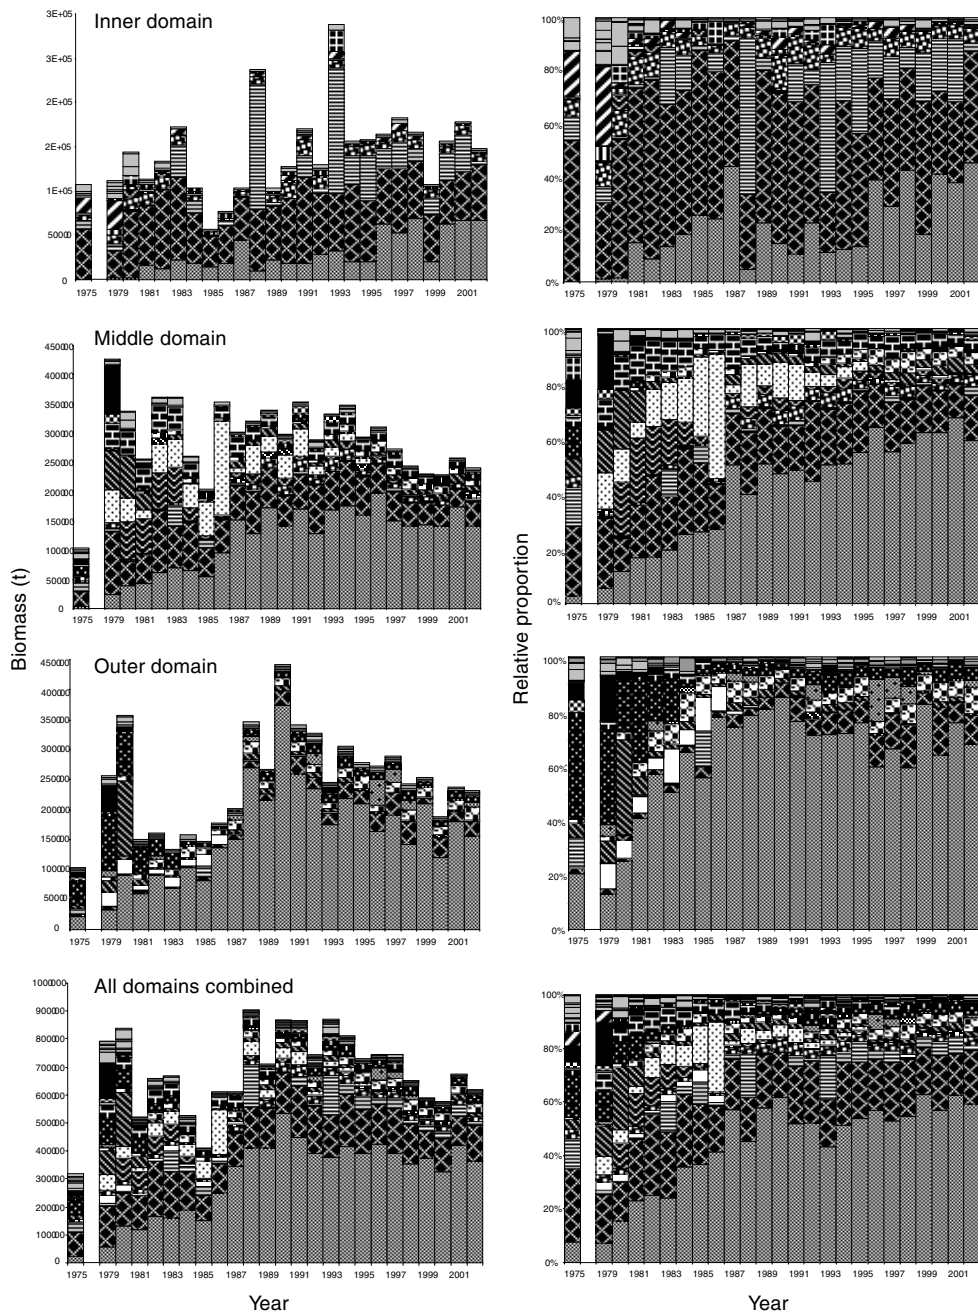 Inner domain
3E+05
3E+05
2E+05
2E+05
1E+05
50000
0
1975 1979 1981 1983 1985 1987 1989 1991 1993 1995 1997 1999 2001
100%
80%
60%
40%
20%
0%
1975 1979 1981 1983 1985 1987 1989 1991 1993 1995 1997 1999 2001
Middle domain
450000
400000
350000
300000
250000
200000
150000
100000
50000
0
1975 1979 1981 1983 1985 1987 1989 1991 1993 1995 1997 1999 2001
100%
80%
60%
40%
20%
0%
1975 1979 1981 1983 1985 1987 1989 1991 1993 1995 1997 1999 2001
Biomass (t)
Relative proportion
Outer domain
450000
400000
350000
300000
250000
200000
150000
100000
50000
0
1975 1979 1981 1983 1985 1987 1989 1991 1993 1995 1997 1999 2001
100%
80%
60%
40%
20%
0%
1975 1979 1981 1983 1985 1987 1989 1991 1993 1995 1997 1999 2001
All domains combined
1000000
900000
800000
700000
600000
500000
400000
300000
200000
100000
0
1975 1979 1981 1983 1985 1987 1989 1991 1993 1995 1997 1999 2001
100%
80%
60%
40%
20%
0%
1975 1979 1981 1983 1985 1987 1989 1991 1993 1995 1997 1999 2001
Year
Year